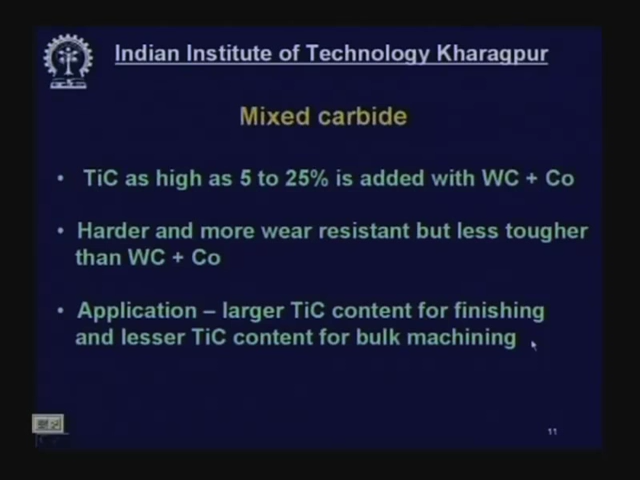 Indian Institute of Technology Kharagpur
Mixed carbide
• TiC as high as 5 to 25% is added with WC + Co
• Harder and more wear resistant but less tougher
than WC + Co
• Application – larger TiC content for finishing
and lesser TiC content for bulk machining
11